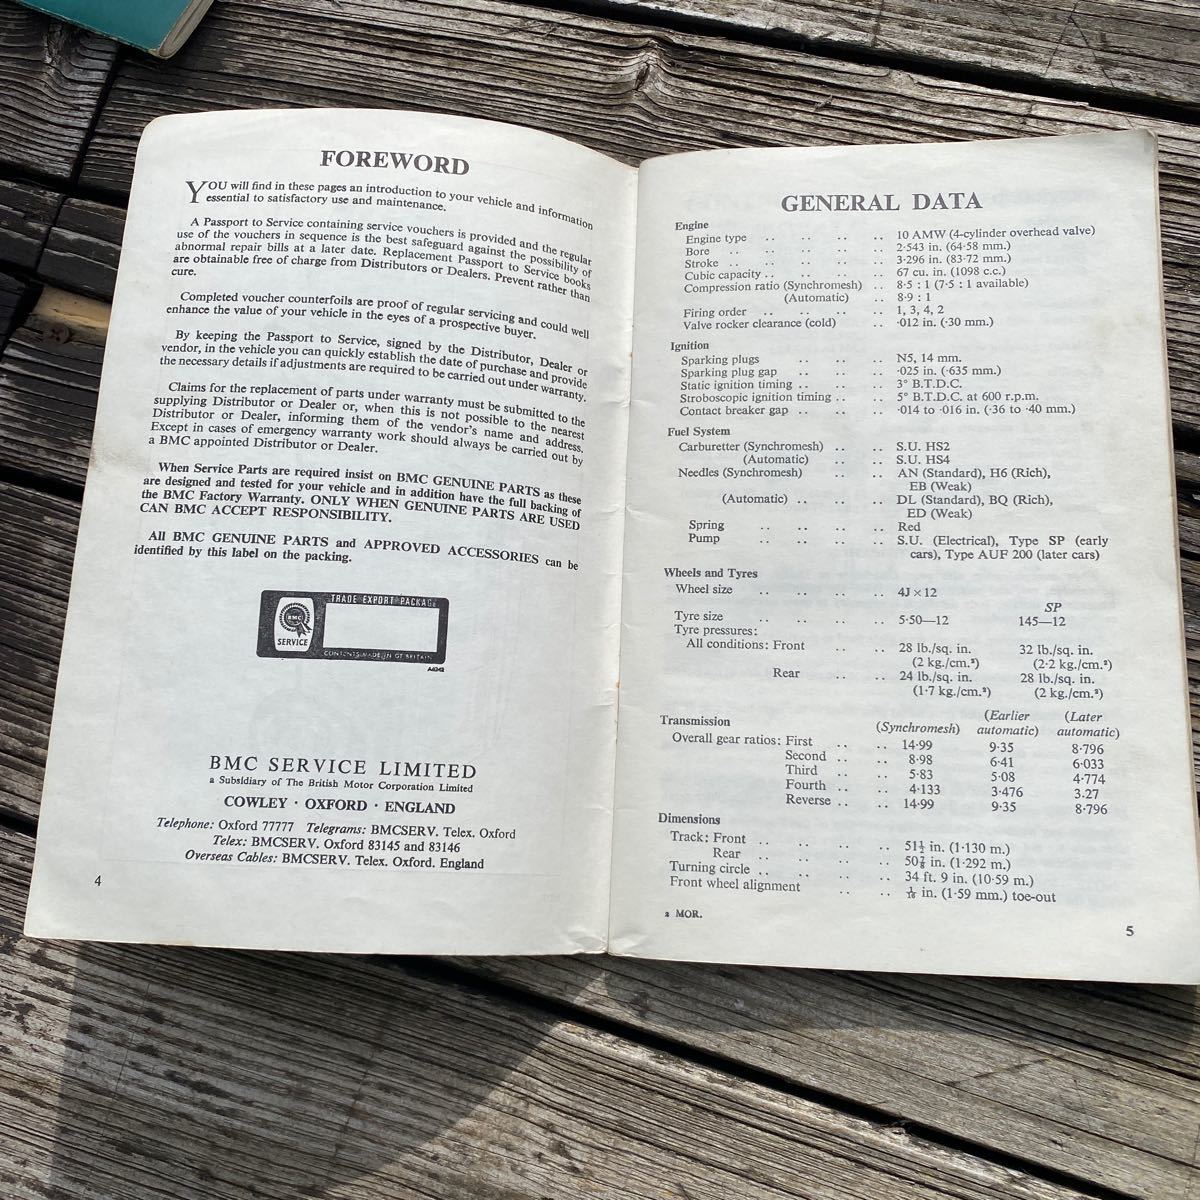 FOREWORD
YOU will find in these pages an introduction to your vehicle and information
essential to satisfactory use and maintenance.
A Passport to Service containing service vouchers is provided and the regular
use of the vouchers in sequence is the best safeguard against the possibility of
abnormal repair bills at a later date. Replacement Passport to Service books
are obtainable free of charge from Distributors or Dealers. Prevent rather than
cure.
Completed voucher counterfoils are proof of regular servicing and could well
enhance the value of your vehicle in the eyes of a prospective buyer.
By keeping the Passport to Service, signed by the Distributor, Dealer or
vendor, in the vehicle you can quickly establish the date of purchase and provide
the necessary details if adjustments are required to be carried out under warranty.
Claims for the replacement of parts under warranty must be submitted to the
supplying Distributor or Dealer or, when this is not possible to the nearest
Distributor or Dealer, informing them of the vendor's name and address.
Except in cases of emergency warranty work should always be carried out by
a BMC appointed Distributor or Dealer.
When Service Parts are required insist on BMC GENUINE PARTS as these
are designed and tested for your vehicle and in addition have the full backing of
the BMC Factory Warranty. ONLY WHEN GENUINE PARTS ARE USED
CAN BMC ACCEPT RESPONSIBILITY.
All BMC GENUINE PARTS and APPROVED ACCESSORIES can be
identified by this label on the packing.
TRADE EXPORT PACKAGE
BMC
SERVICE
CONTENTS MADE IN GT BRITAIN
A4242
BMC SERVICE LIMITED
a Subsidiary of The British Motor Corporation Limited
COWLEY · OXFORD · ENGLAND
Telephone: Oxford 77777 Telegrams: BMCSERV. Telex. Oxford
Telex: BMCSERV. Oxford 83145 and 83146
Overseas Cables: BMCSERV. Telex. Oxford. England
4
GENERAL DATA
Engine
Engine type .. .. .. .. 10 AMW (4-cylinder overhead valve)
Bore .. .. .. .. .. 2·543 in. (64·58 mm.)
Stroke .. .. .. .. .. 3·296 in. (83·72 mm.)
Cubic capacity .. .. .. .. 67 cu. in. (1098 c.c.)
Compression ratio (Synchromesh) .. 8·5 : 1 (7·5 : 1 available)
(Automatic) .. 8·9 : 1
Firing order .. .. .. .. 1, 3, 4, 2
Valve rocker clearance (cold) .. ·012 in. (·30 mm.)
Ignition
Sparking plugs .. .. .. N5, 14 mm.
Sparking plug gap .. .. .. ·025 in. (·635 mm.)
Static ignition timing .. .. .. 3° B.T.D.C.
Stroboscopic ignition timing .. .. 5° B.T.D.C. at 600 r.p.m.
Contact breaker gap .. .. .. ·014 to ·016 in. (·36 to ·40 mm.)
Fuel System
Carburetter (Synchromesh) .. .. S.U. HS2
(Automatic) .. .. S.U. HS4
Needles (Synchromesh) .. .. AN (Standard), H6 (Rich),
EB (Weak)
(Automatic) .. .. .. DL (Standard), BQ (Rich),
ED (Weak)
Spring .. .. .. .. Red
Pump .. .. .. .. S.U. (Electrical), Type SP (early
cars), Type AUF 200 (later cars)
Wheels and Tyres
Wheel size .. .. .. .. 4J × 12
SP
Tyre size .. .. .. .. 5·50—12 145—12
Tyre pressures:
All conditions: Front .. .. 28 lb./sq. in. 32 lb./sq. in.
(2 kg./cm.²) (2·2 kg./cm.²)
Rear .. .. 24 lb./sq. in. 28 lb./sq. in.
(1·7 kg./cm.²) (2 kg./cm.²)
Transmission (Synchromesh) (Earlier automatic) (Later automatic)
Overall gear ratios: First .. .. 14·99 9·35 8·796
Second .. .. 8·98 6·41 6·033
Third .. .. 5·83 5·08 4·774
Fourth .. .. 4·133 3·476 3·27
Reverse .. .. 14·99 9·35 8·796
Dimensions
Track: Front .. .. .. .. 51½ in. (1·130 m.)
Rear .. .. .. .. 50⅞ in. (1·292 m.)
Turning circle .. .. .. .. 34 ft. 9 in. (10·59 m.)
Front wheel alignment .. .. 1/16 in. (1·59 mm.) toe-out
2 MOR.
5